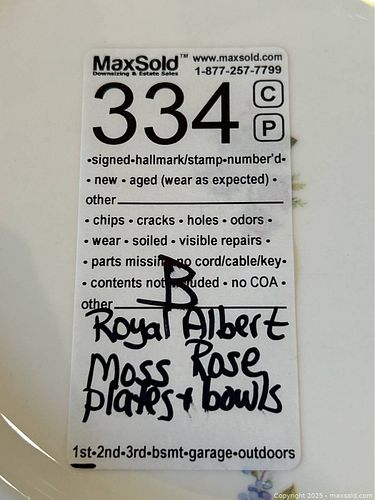 MaxSold™ www.maxsold.com
Downsizing & Estate Sales 1-877-257-7799
334 C
P
•signed•hallmark/stamp•number'd•
• new • aged (wear as expected) •
other
• chips • cracks • holes • odors •
• wear • soiled • visible repairs •
• parts missing no cord/cable/key•
• contents not included • no COA •
B
other
Royal Albert
Moss Rose
plates + bowls
1st•2nd•3rd•bsmt•garage•outdoors
Copyright 2025 - maxsold.com